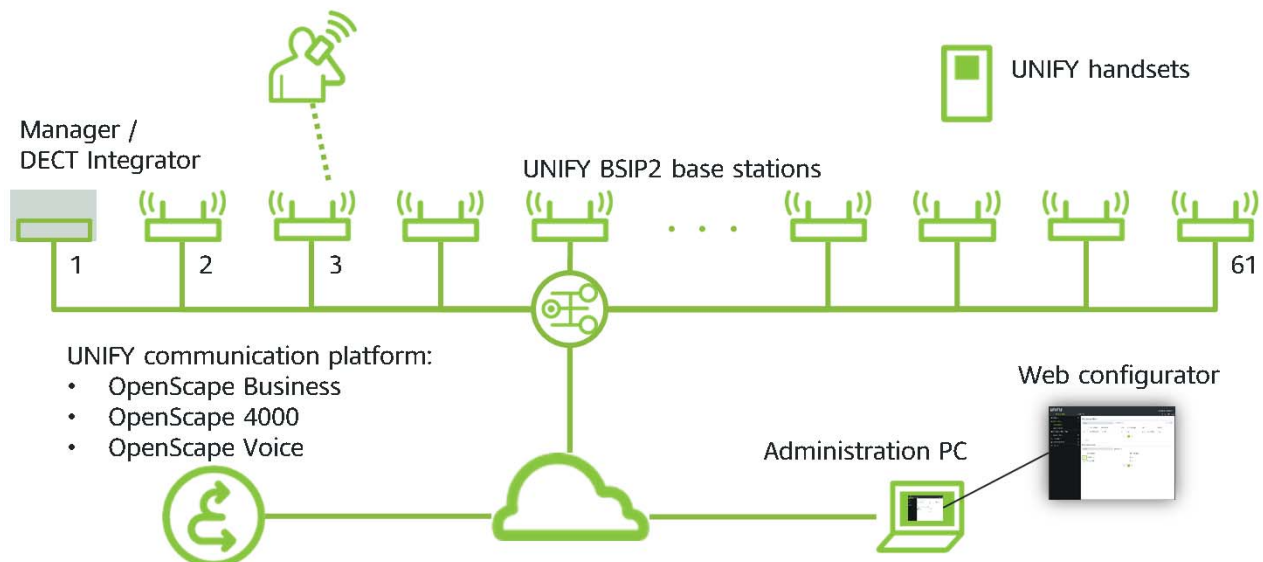 UNIFY handsets
Manager /
DECT Integrator
UNIFY BSIP2 base stations
. . .
1
2
3
61
UNIFY communication platform:
• OpenScape Business
• OpenScape 4000
• OpenScape Voice
Web configurator
Administration PC